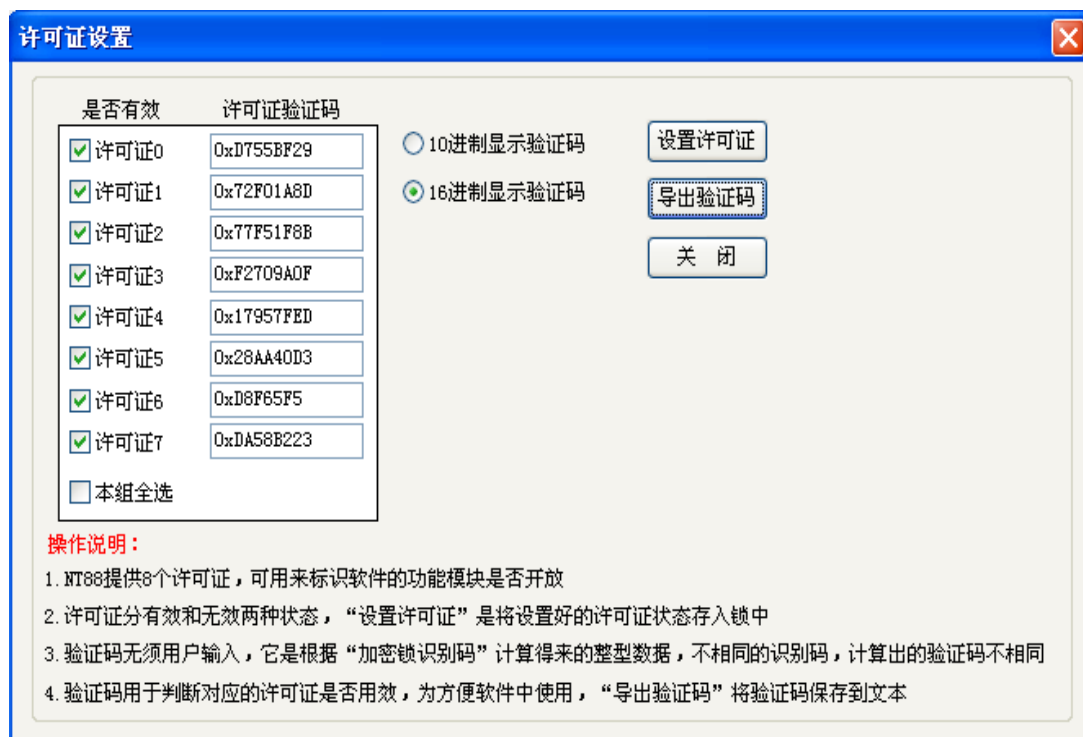 许可证设置
是否有效 许可证验证码
许可证0 0xD755BF29 10进制显示验证码 设置许可证
许可证1 0x72F01A8D 16进制显示验证码 导出验证码
许可证2 0x77F51F8B 关 闭
许可证3 0xF2709A0F
许可证4 0x17957FED
许可证5 0x28AA40D3
许可证6 0xD8F65F5
许可证7 0xDA58B223
本组全选
操作说明：
1.NT88提供8个许可证，可用来标识软件的功能模块是否开放
2.许可证分有效和无效两种状态，“设置许可证”是将设置好的许可证状态存入锁中
3.验证码无须用户输入，它是根据“加密锁识别码”计算得来的整型数据，不相同的识别码，计算出的验证码不相同
4.验证码用于判断对应的许可证是否用效，为方便软件中使用，“导出验证码”将验证码保存到文本